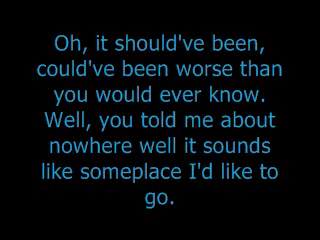 Oh, it should've been,
could've been worse than
you would ever know.
Well, you told me about
nowhere well it sounds
like someplace I'd like to
go.